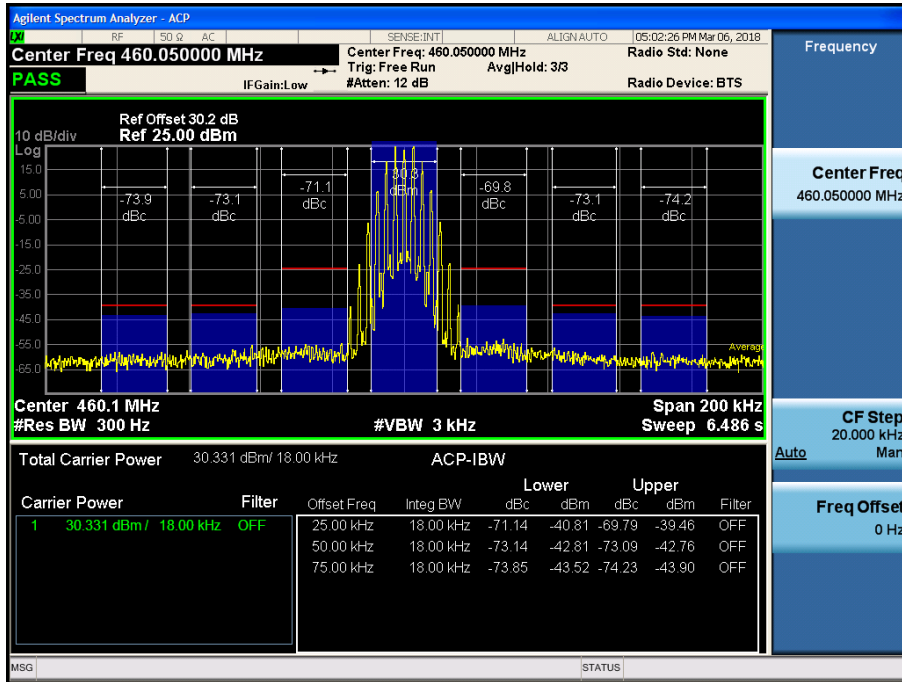 Agilent Spectrum Analyzer - ACP
LXI RF 50 Ω AC SENSE:INT ALIGN AUTO 05:02:26 PM Mar 06, 2018
Center Freq 460.050000 MHz
PASS
IFGain:Low
Center Freq: 460.050000 MHz
Trig: Free Run Avg|Hold: 3/3
#Atten: 12 dB
Radio Std: None
Radio Device: BTS
Frequency
Ref Offset 30.2 dB
10 dB/div Ref 25.00 dBm
Log
15.0
5.00
-5.00
-15.0
-25.0
-35.0
-45.0
-55.0
-65.0
-73.9 dBc
-73.1 dBc
-71.1 dBc
30.3 dBm
-69.8 dBc
-73.1 dBc
-74.2 dBc
Average
Center 460.1 MHz Span 200 kHz
#Res BW 300 Hz #VBW 3 kHz Sweep 6.486 s
Total Carrier Power 30.331 dBm/ 18.00 kHz ACP-IBW
Lower Upper
Carrier Power Filter Offset Freq Integ BW dBc dBm dBc dBm Filter
1 30.331 dBm / 18.00 kHz OFF 25.00 kHz 18.00 kHz -71.14 -40.81 -69.79 -39.46 OFF
50.00 kHz 18.00 kHz -73.14 -42.81 -73.09 -42.76 OFF
75.00 kHz 18.00 kHz -73.85 -43.52 -74.23 -43.90 OFF
Center Freq
460.050000 MHz
CF Step
20.000 kHz
Auto Man
Freq Offset
0 Hz
MSG STATUS